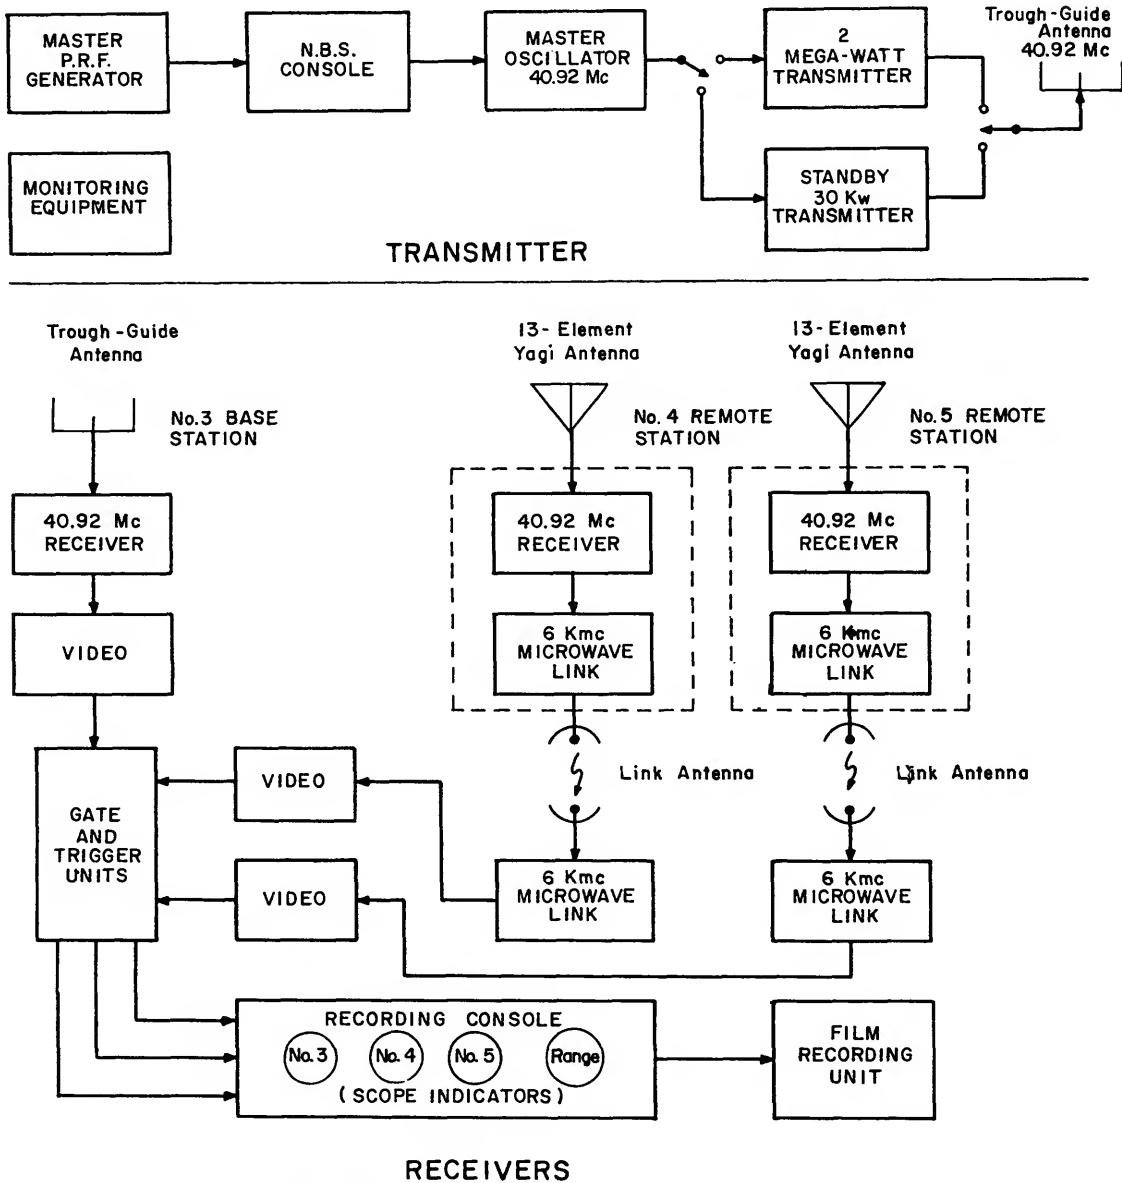 MASTER
P.R.F.
GENERATOR
N.B.S.
CONSOLE
MASTER
OSCILLATOR
40.92 Mc
2
MEGA-WATT
TRANSMITTER
Trough-Guide
Antenna
40.92 Mc
MONITORING
EQUIPMENT
STANDBY
30 Kw
TRANSMITTER
TRANSMITTER
Trough-Guide
Antenna
13-Element
Yagi Antenna
13-Element
Yagi Antenna
No.3 BASE
STATION
No.4 REMOTE
STATION
No.5 REMOTE
STATION
40.92 Mc
RECEIVER
40.92 Mc
RECEIVER
40.92 Mc
RECEIVER
VIDEO
6 Kmc
MICROWAVE
LINK
6 Kmc
MICROWAVE
LINK
GATE
AND
TRIGGER
UNITS
VIDEO
Link Antenna
Link Antenna
VIDEO
6 Kmc
MICROWAVE
LINK
6 Kmc
MICROWAVE
LINK
RECORDING CONSOLE
No.3 No.4 No.5 Range
(SCOPE INDICATORS)
FILM
RECORDING
UNIT
RECEIVERS